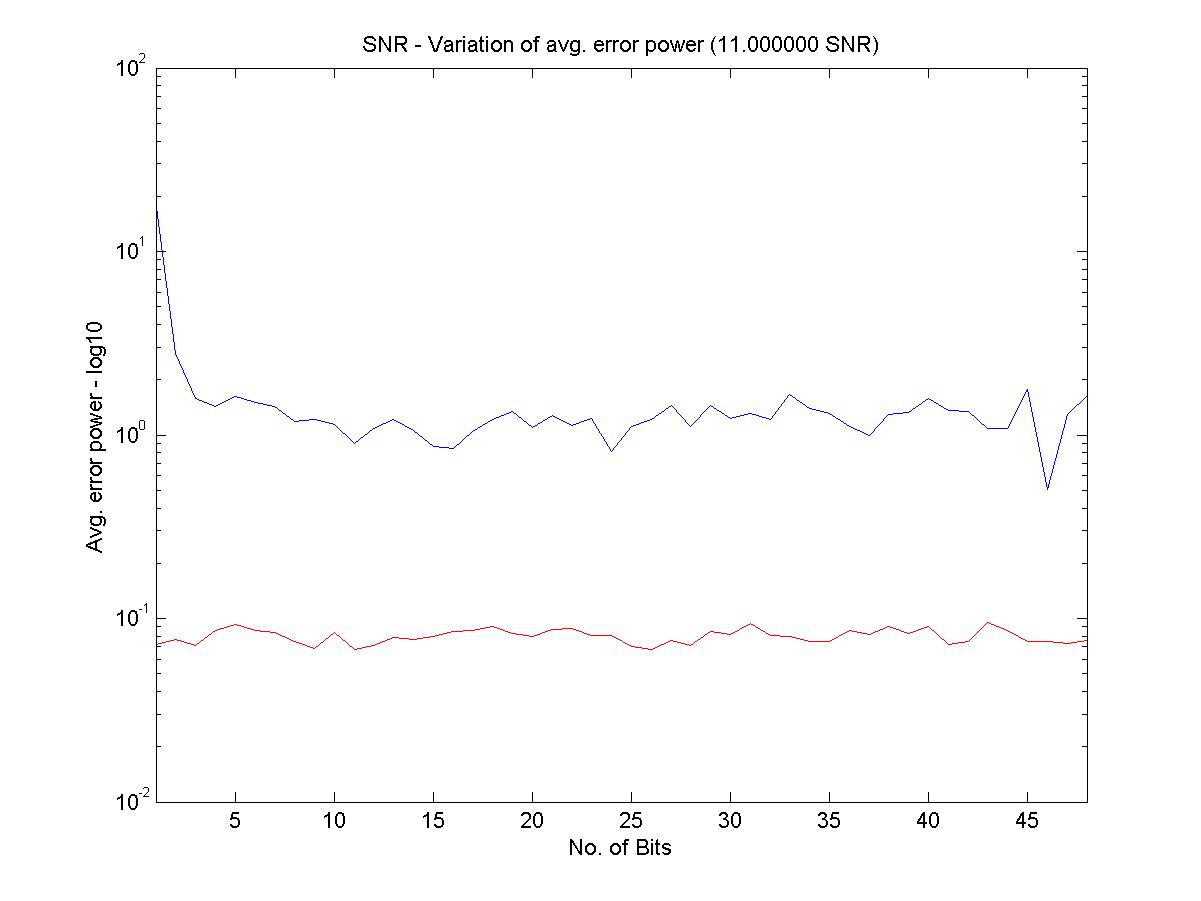 SNR - Variation of avg. error power (11.000000 SNR)
10^2
10^1
10^0
10^-1
10^-2
Avg. error power - log10
5 10 15 20 25 30 35 40 45
No. of Bits